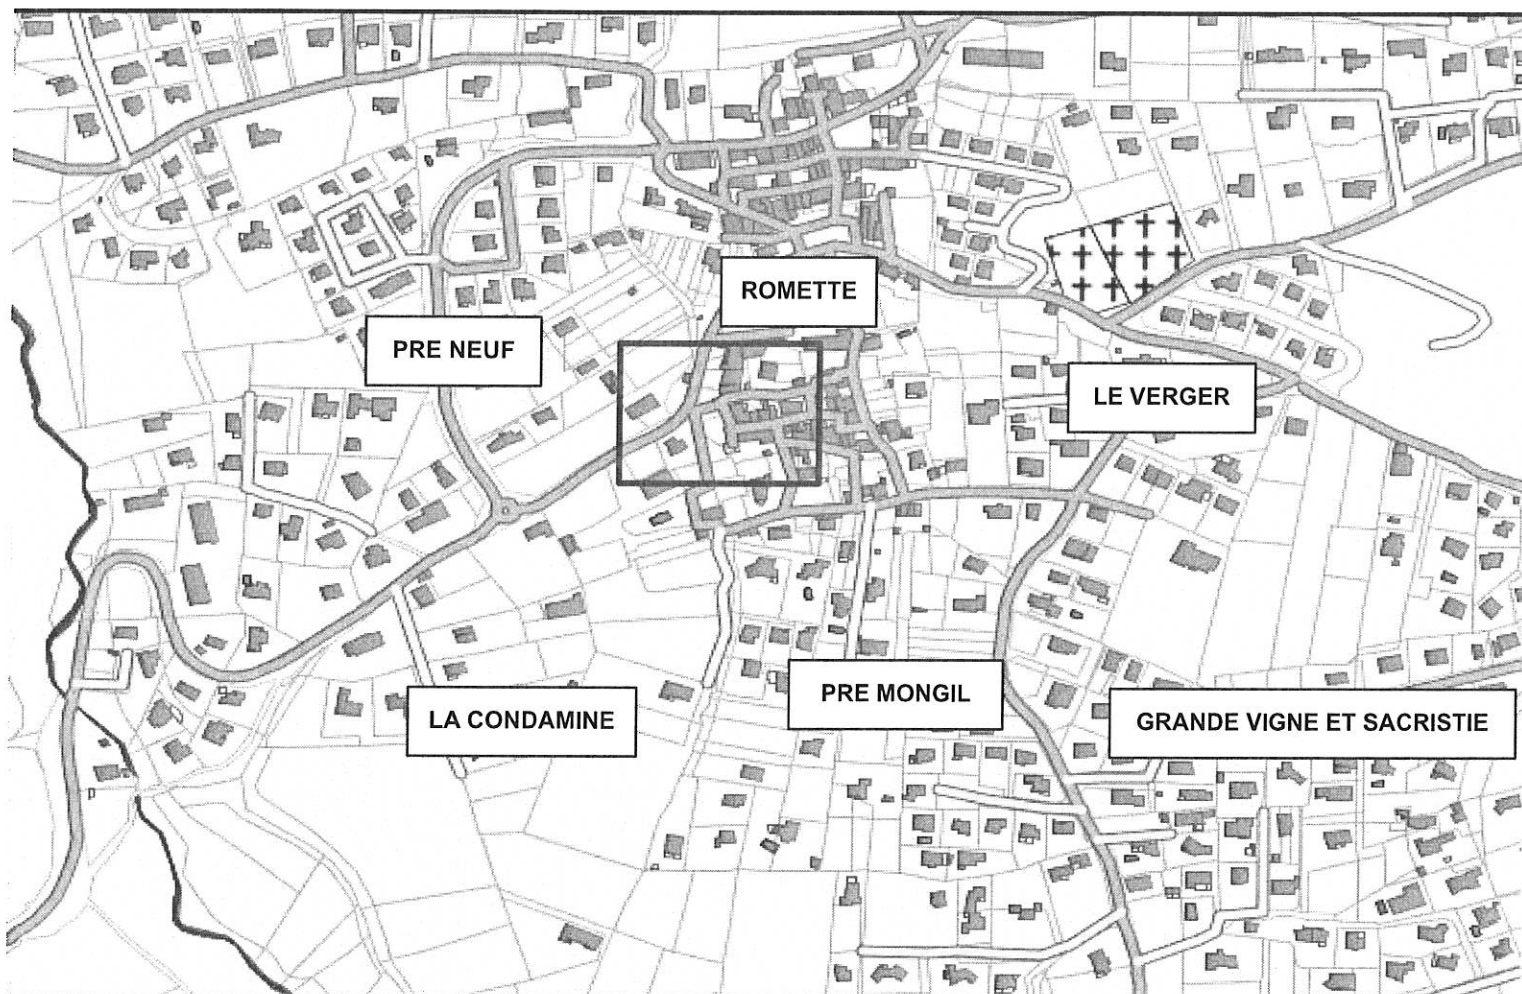 ROMETTE
PRE NEUF
LE VERGER
PRE MONGIL
LA CONDAMINE
GRANDE VIGNE ET SACRISTIE